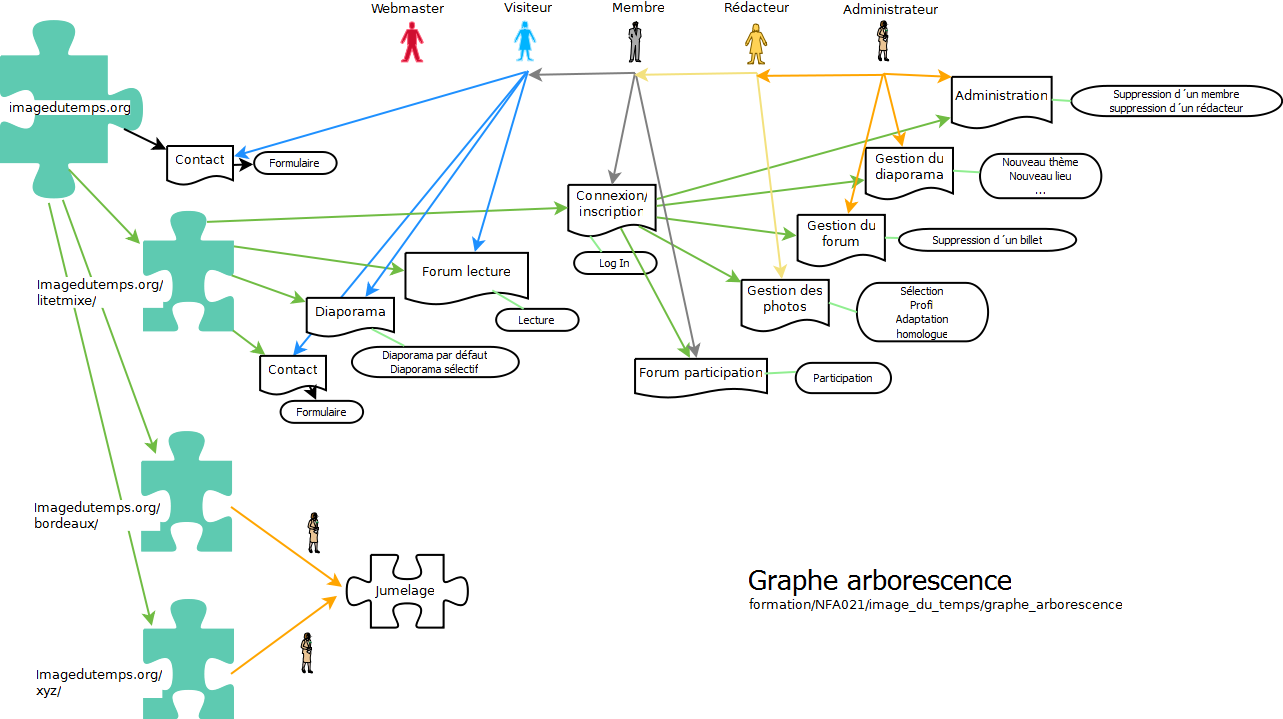 Webmaster
Visiteur
Membre
Rédacteur
Administrateur
imagedutemps.org
Contact
Formulaire
Administration
Suppression d´un membre
suppression d´un rédacteur
Gestion du
diaporama
Nouveau thème
Nouveau lieu
...
Connexion/
inscription
Log In
Gestion du
forum
Suppression d´un billet
Imagedutemps.org/
litetmixe/
Forum lecture
Lecture
Diaporama
Diaporama par défaut
Diaporama sélectif
Contact
Formulaire
Gestion des
photos
Sélection
Profi
Adaptation
homologue
Forum participation
Participation
Imagedutemps.org/
bordeaux/
Jumelage
Imagedutemps.org/
xyz/
Graphe arborescence
formation/NFA021/image_du_temps/graphe_arborescence